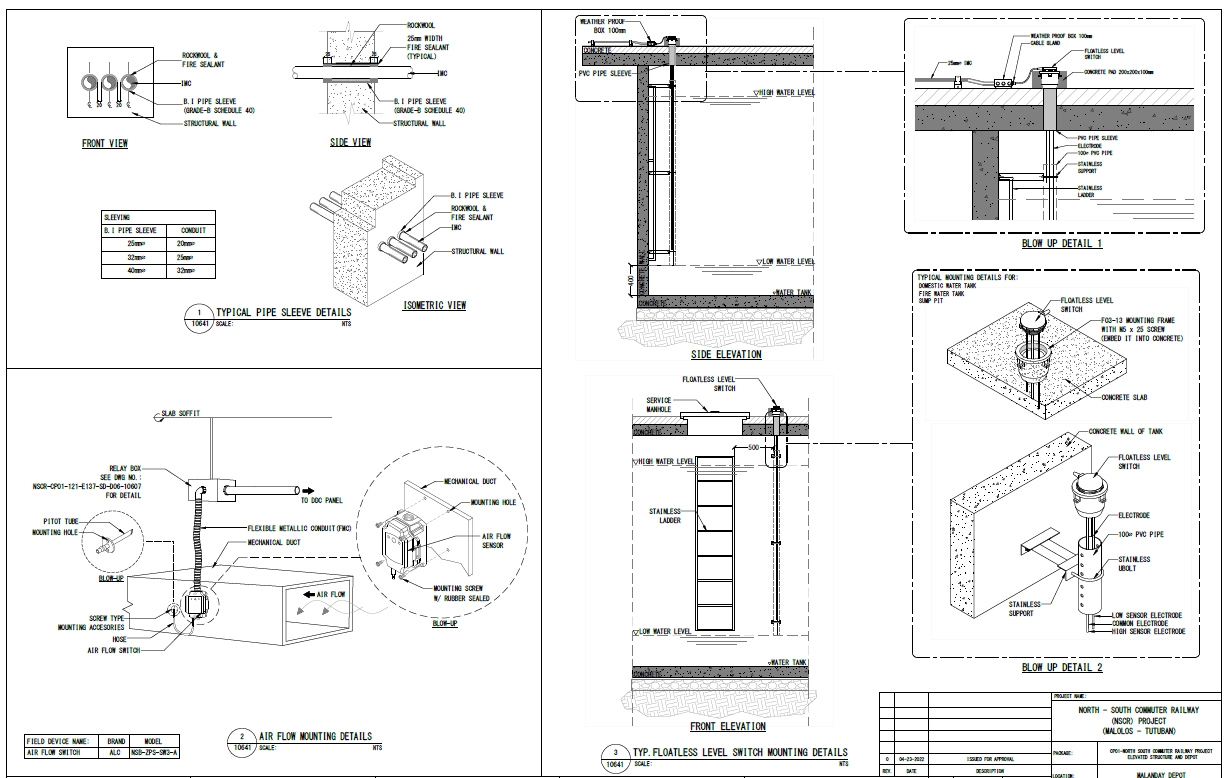 ROCKWOOL &
FIRE SEALANT
IMC
B.I PIPE SLEEVE
(GRADE-B SCHEDULE 40)
STRUCTURAL WALL
FRONT VIEW
ROCKWOOL
25mm WIDTH
FIRE SEALANT
(TYPICAL)
IMC
B.I PIPE SLEEVE
(GRADE-B SCHEDULE 40)
STRUCTURAL WALL
SIDE VIEW
SLEEVING
B.I PIPE SLEEVE CONDUIT
25mmø 20mmø
32mmø 25mmø
40mmø 32mmø
B.I PIPE SLEEVE
ROCKWOOL &
FIRE SEALANT
IMC
STRUCTURAL WALL
ISOMETRIC VIEW
1
10641
TYPICAL PIPE SLEEVE DETAILS
SCALE: NTS
SLAB SOFFIT
RELAY BOX
SEE DWG NO.:
NSCR-CP01-121-E137-SD-D06-10607
FOR DETAIL
TO DDC PANEL
PITOT TUBE
MOUNTING HOLE
BLOW-UP
FLEXIBLE METALLIC CONDUIT(FMC)
MECHANICAL DUCT
AIR FLOW
SCREW TYPE
MOUNTING ACCESORIES
HOSE
AIR FLOW SWITCH
MECHANICAL DUCT
MOUNTING HOLE
AIR FLOW
SENSOR
MOUNTING SCREW
W/ RUBBER SEALED
BLOW-UP
FIELD DEVICE NAME: BRAND MODEL
AIR FLOW SWITCH ALC NSB-ZPS-SW3-A
2
10641
AIR FLOW MOUNTING DETAILS
SCALE: NTS
WEATHER PROOF
BOX 100mm
CONCRETE
PVC PIPE SLEEVE
HIGH WATER LEVEL
LOW WATER LEVEL
400
CONCRETE WALL
WATER TANK
CONCRETE
SIDE ELEVATION
FLOATLESS LEVEL
SWITCH
SERVICE
MANHOLE
CONCRETE
500
HIGH WATER LEVEL
STAINLESS
LADDER
LOW WATER LEVEL
WATER TANK
CONCRETE
FRONT ELEVATION
3
10641
TYP.FLOATLESS LEVEL SWITCH MOUNTING DETAILS
SCALE: NTS
WEATHER PROOF BOX 100mm
CABLE GLAND
FLOATLESS LEVEL
SWITCH
25mmø IMC
CONCRETE PAD 200x200x100mm
PVC PIPE SLEEVE
ELECTRODE
100ø PVC PIPE
STAINLESS
SUPPORT
STAINLESS
LADDER
BLOW UP DETAIL 1
TYPICAL MOUNTING DETAILS FOR:
DOMESTIC WATER TANK
FIRE WATER TANK
SUMP PIT
FLOATLESS LEVEL
SWITCH
F03-13 MOUNTING FRAME
WITH M5 x 25 SCREW
(EMBED IT INTO CONCRETE)
CONCRETE SLAB
CONCRETE WALL OF TANK
FLOATLESS LEVEL
SWITCH
ELECTRODE
100ø PVC PIPE
STAINLESS
UBOLT
STAINLESS
SUPPORT
LOW SENSOR ELECTRODE
COMMON ELECTRODE
HIGH SENSOR ELECTRODE
BLOW UP DETAIL 2
PROJECT NAME:
NORTH - SOUTH COMMUTER RAILWAY
(NSCR) PROJECT
(MALOLOS - TUTUBAN)
PACKAGE:
CP01-NORTH SOUTH COMMUTER RAILWAY PROJECT
ELEVATED STRUCTURE AND DEPOT
0 04-23-2022 ISSUED FOR APPROVAL
REV. DATE DESCRIPTION
LOCATION:
MALANDAY DEPOT